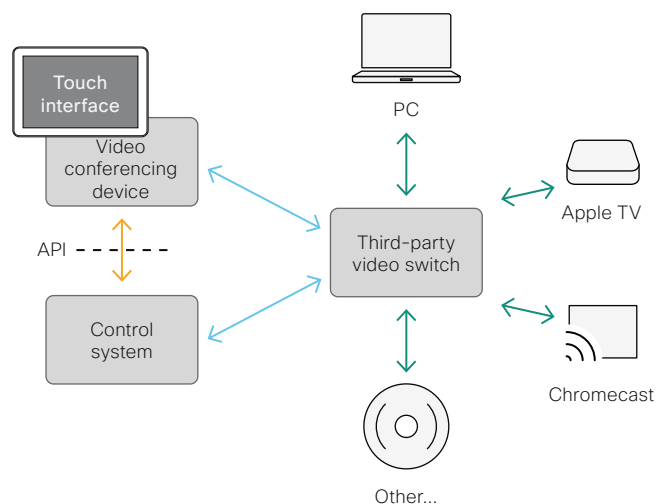 Touch
interface
Video
conferencing
device
API
Control
system
PC
Third-party
video switch
Apple TV
Chromecast
Other...